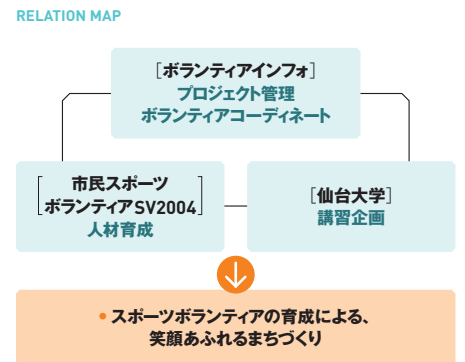 RELATION MAP
［ボランティアインフォ］
プロジェクト管理
ボランティアコーディネート
市民スポーツ
ボランティアSV2004
人材育成
［仙台大学］
講習企画
• スポーツボランティアの育成による、
笑顔あふれるまちづくり